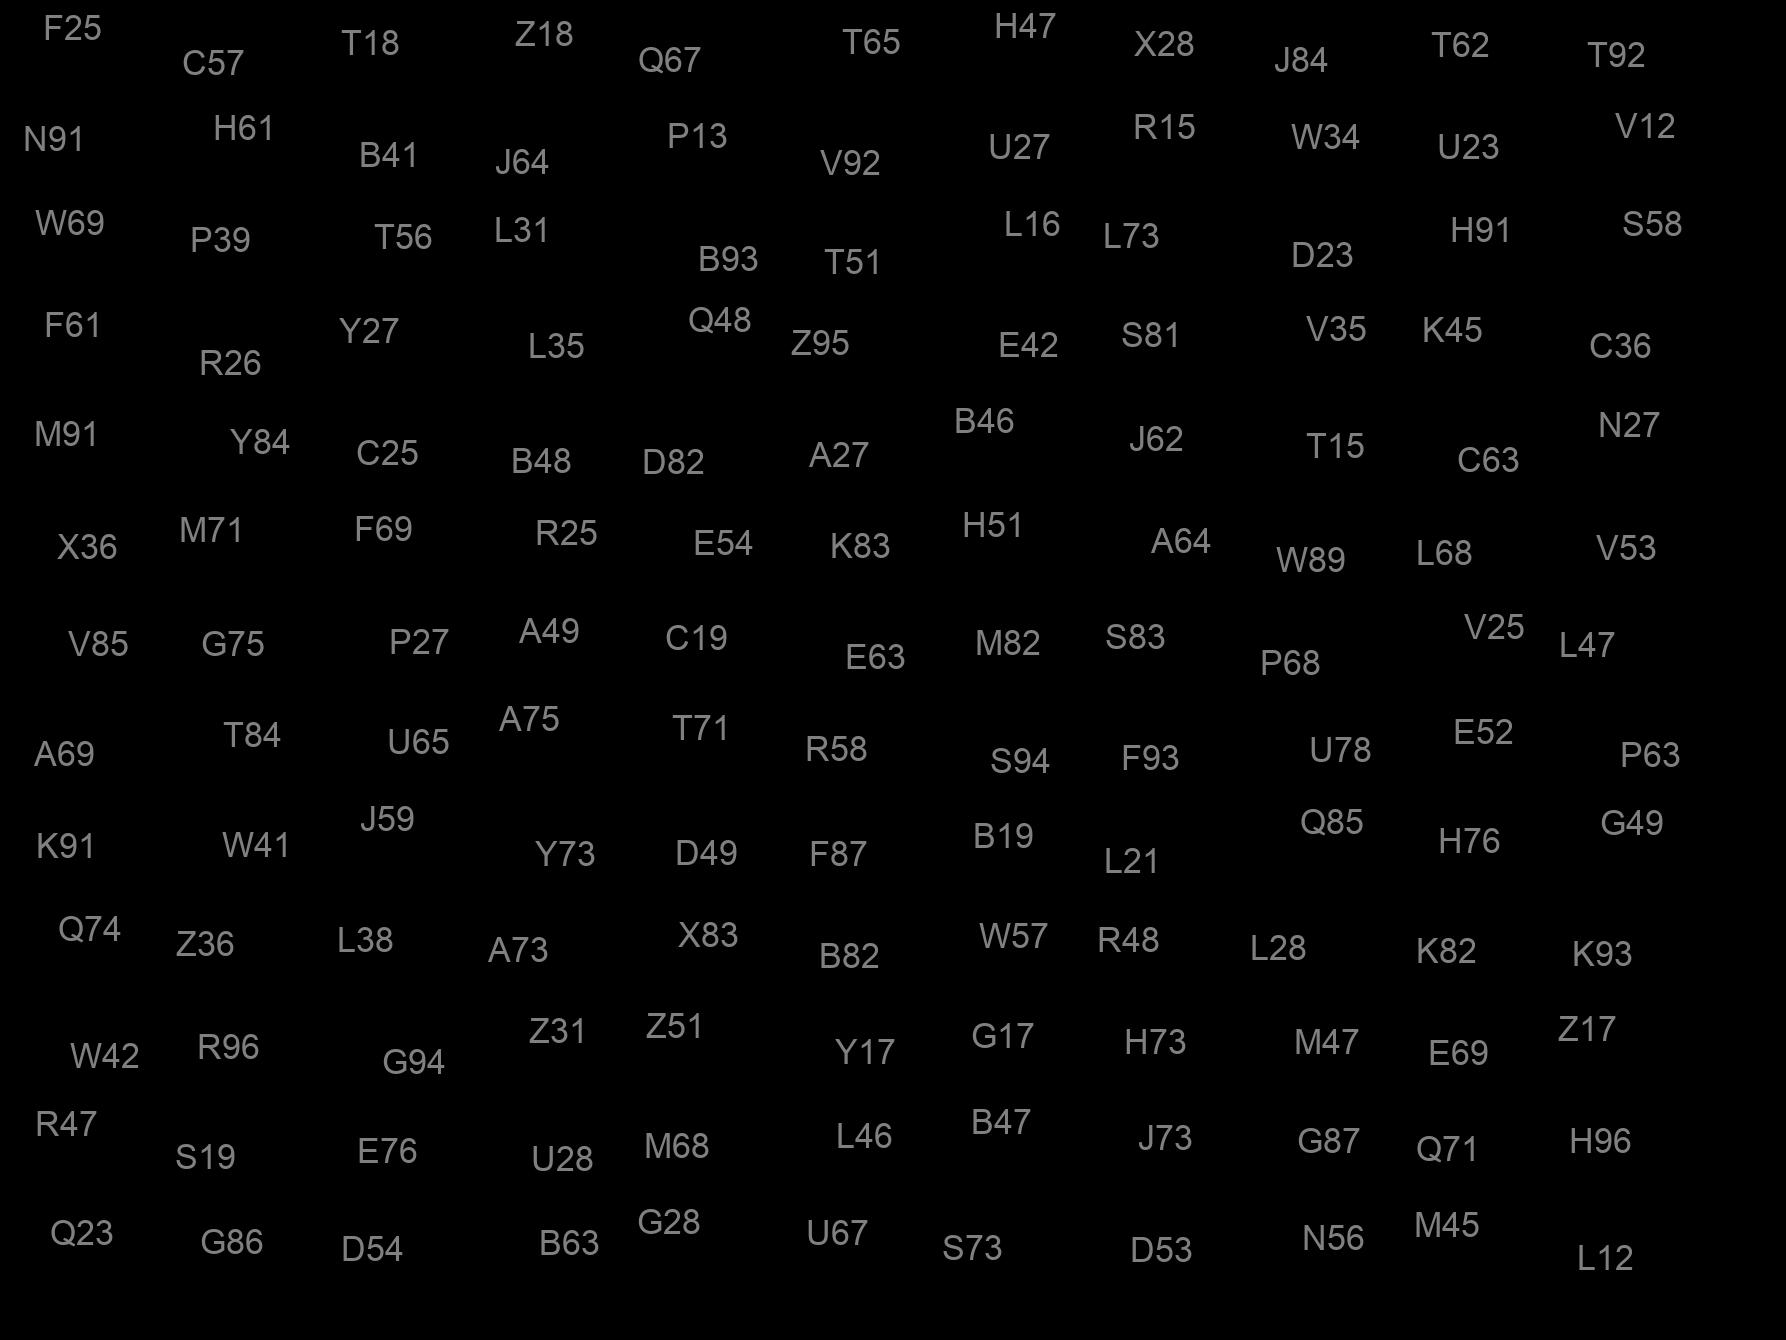 F25 C57 T18 Z18 Q67 T65 H47 X28 J84 T62 T92
N91 H61 B41 J64 P13 V92 U27 R15 W34 U23 V12
W69 P39 T56 L31 B93 T51 L16 L73 D23 H91 S58
F61 R26 Y27 L35 Q48 Z95 E42 S81 V35 K45 C36
M91 Y84 C25 B48 D82 A27 B46 J62 T15 C63 N27
X36 M71 F69 R25 E54 K83 H51 A64 W89 L68 V53
V85 G75 P27 A49 C19 E63 M82 S83 P68 V25 L47
A69 T84 U65 A75 T71 R58 S94 F93 U78 E52 P63
K91 W41 J59 Y73 D49 F87 B19 L21 Q85 H76 G49
Q74 Z36 L38 A73 X83 B82 W57 R48 L28 K82 K93
W42 R96 G94 Z31 Z51 Y17 G17 H73 M47 E69 Z17
R47 S19 E76 U28 M68 L46 B47 J73 G87 Q71 H96
Q23 G86 D54 B63 G28 U67 S73 D53 N56 M45 L12